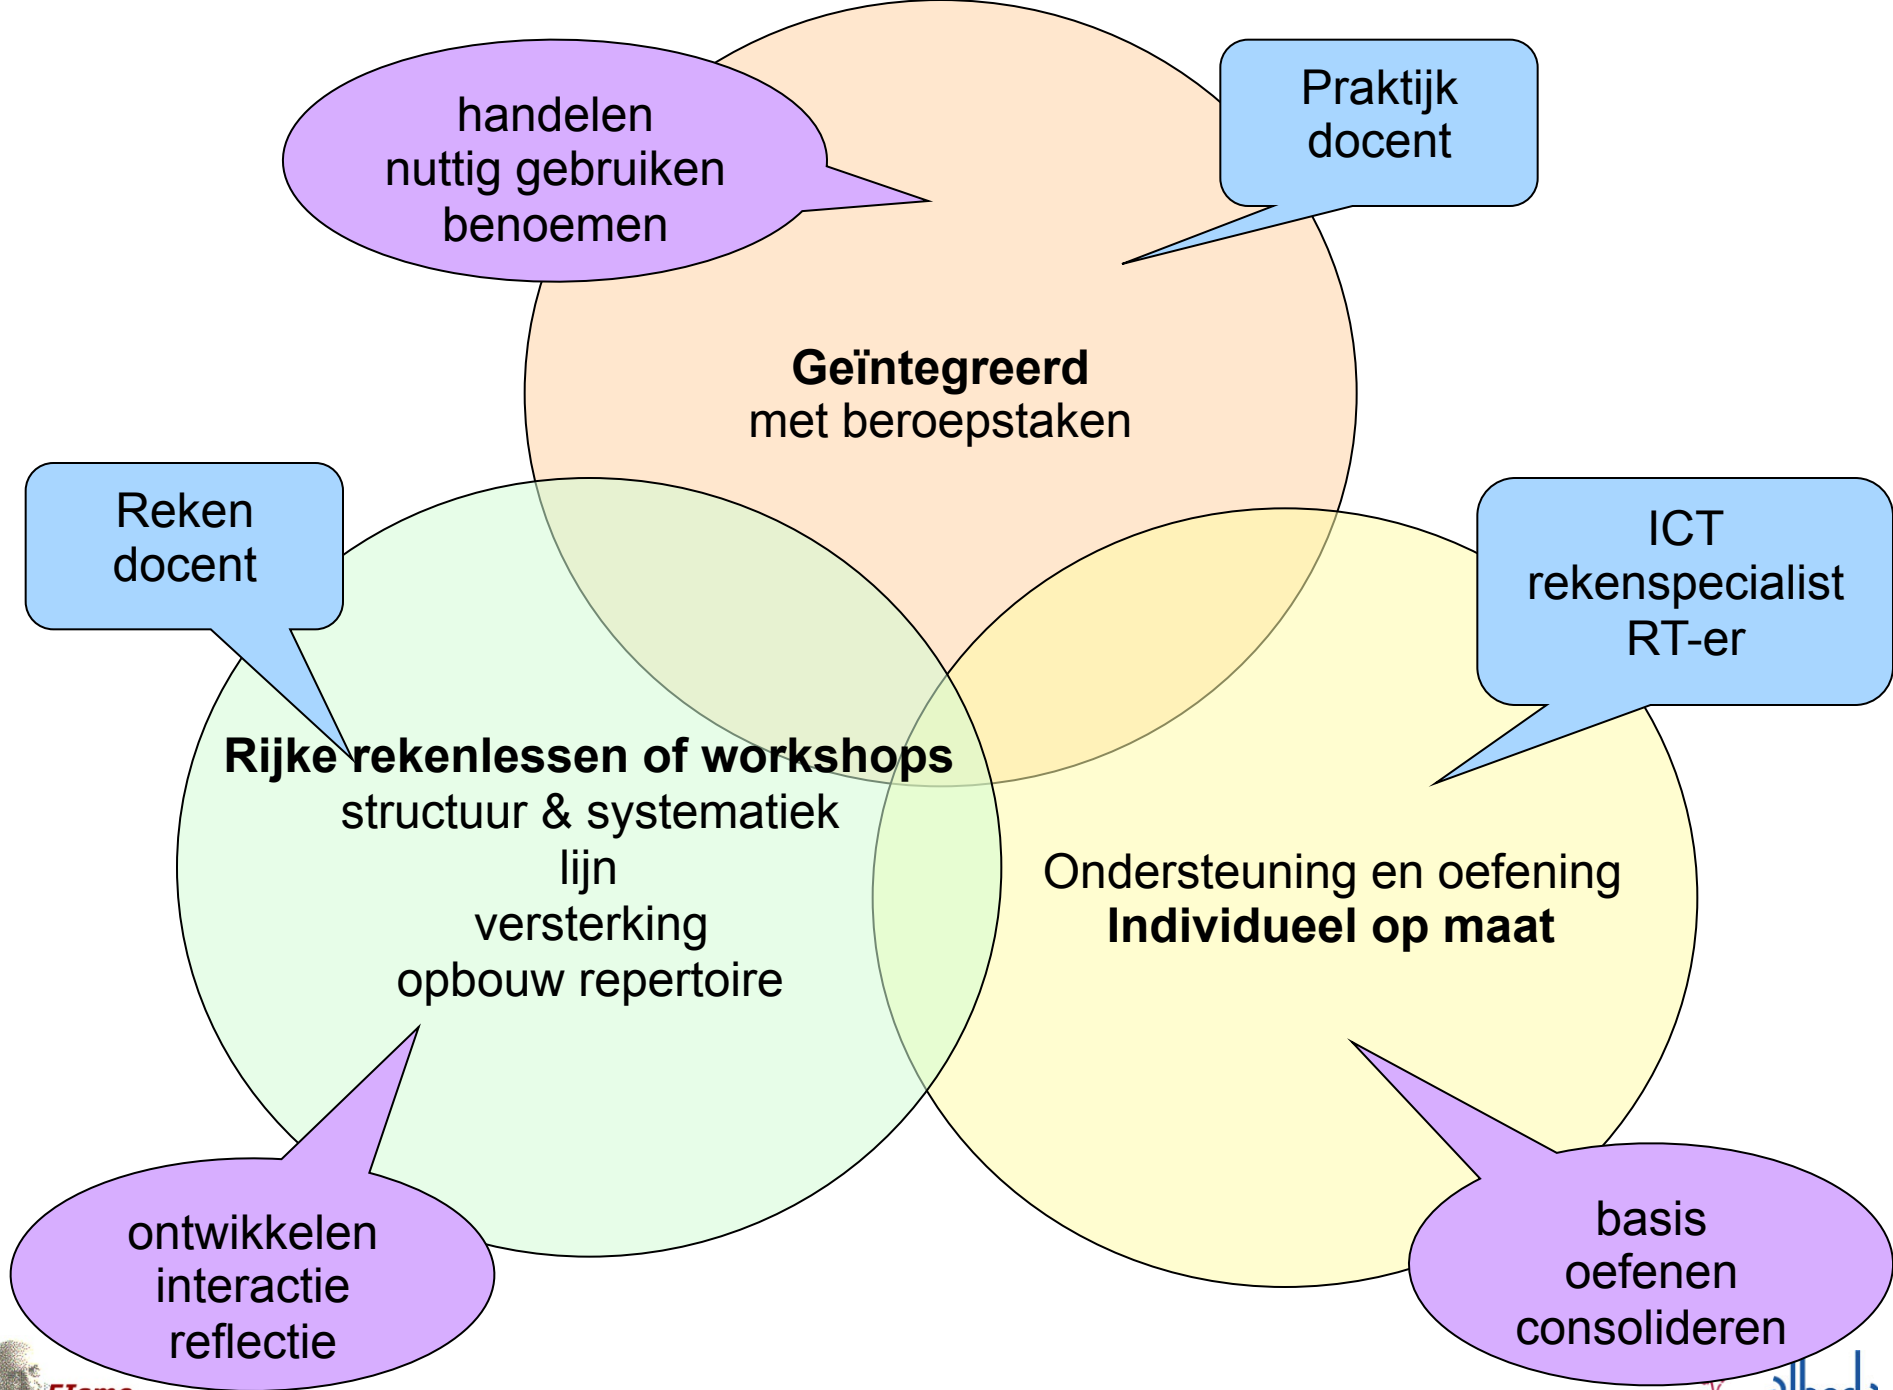 handelen
nuttig gebruiken
benoemen
Praktijk
docent
Geïntegreerd
met beroepstaken
Reken
docent
ICT
rekenspecialist
RT-er
Rijke rekenlessen of workshops
structuur & systematiek
lijn
versterking
opbouw repertoire
Ondersteuning en oefening
Individueel op maat
ontwikkelen
interactie
reflectie
basis
oefenen
consolideren